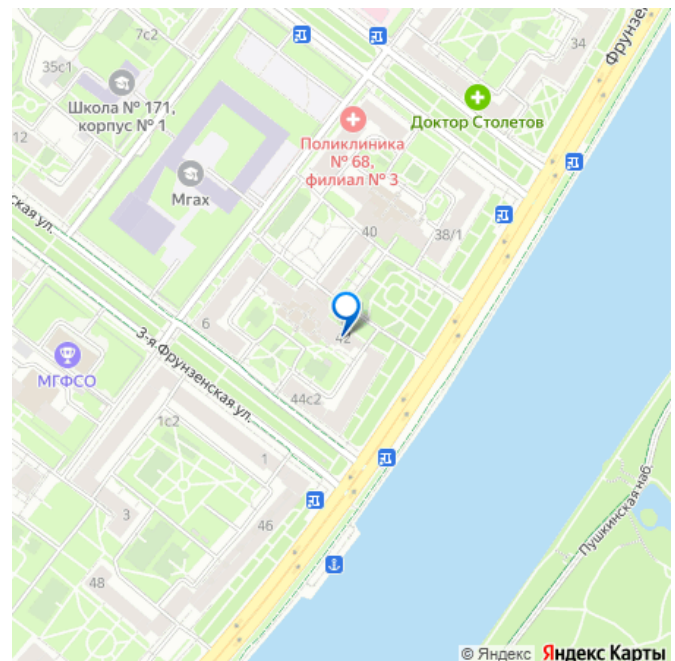 7с2
34
Фрунзен
35с1
Школа № 171,
корпус № 1
Доктор Столетов
Поликлиника
№ 68,
филиал № 3
12
Мгах
ская ул.
40
38/1
6
3-я Фрунзенская ул.
42
МГФСО
44с2
1с2
1
3
46
48
Пушкинская наб.
© Яндекс Яндекс Карты